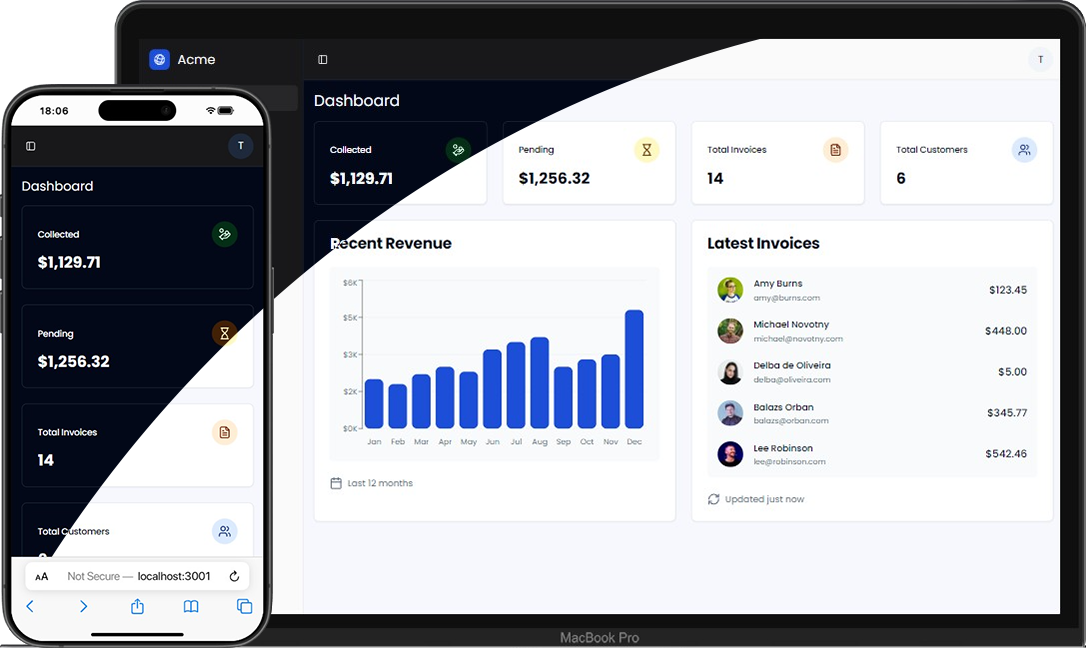 Acme
T
Dashboard
Collected
$1,129.71
Pending
$1,256.32
Total Invoices
14
Total Customers
6
Recent Revenue
$6K
$5K
$3K
$2K
$0K
Jan Feb Mar Apr May Jun Jul Aug Sep Oct Nov Dec
Last 12 months
Latest Invoices
Amy Burns
amy@burns.com
$123.45
Michael Novotny
michael@novotny.com
$448.00
Delba de Oliveira
delba@oliveira.com
$5.00
Balazs Orban
balazs@orban.com
$345.77
Lee Robinson
lee@robinson.com
$542.46
Updated just now
MacBook Pro
18:06
T
Dashboard
Collected
$1,129.71
Pending
$1,256.32
Total Invoices
14
Total Customers
AA Not Secure — localhost:3001